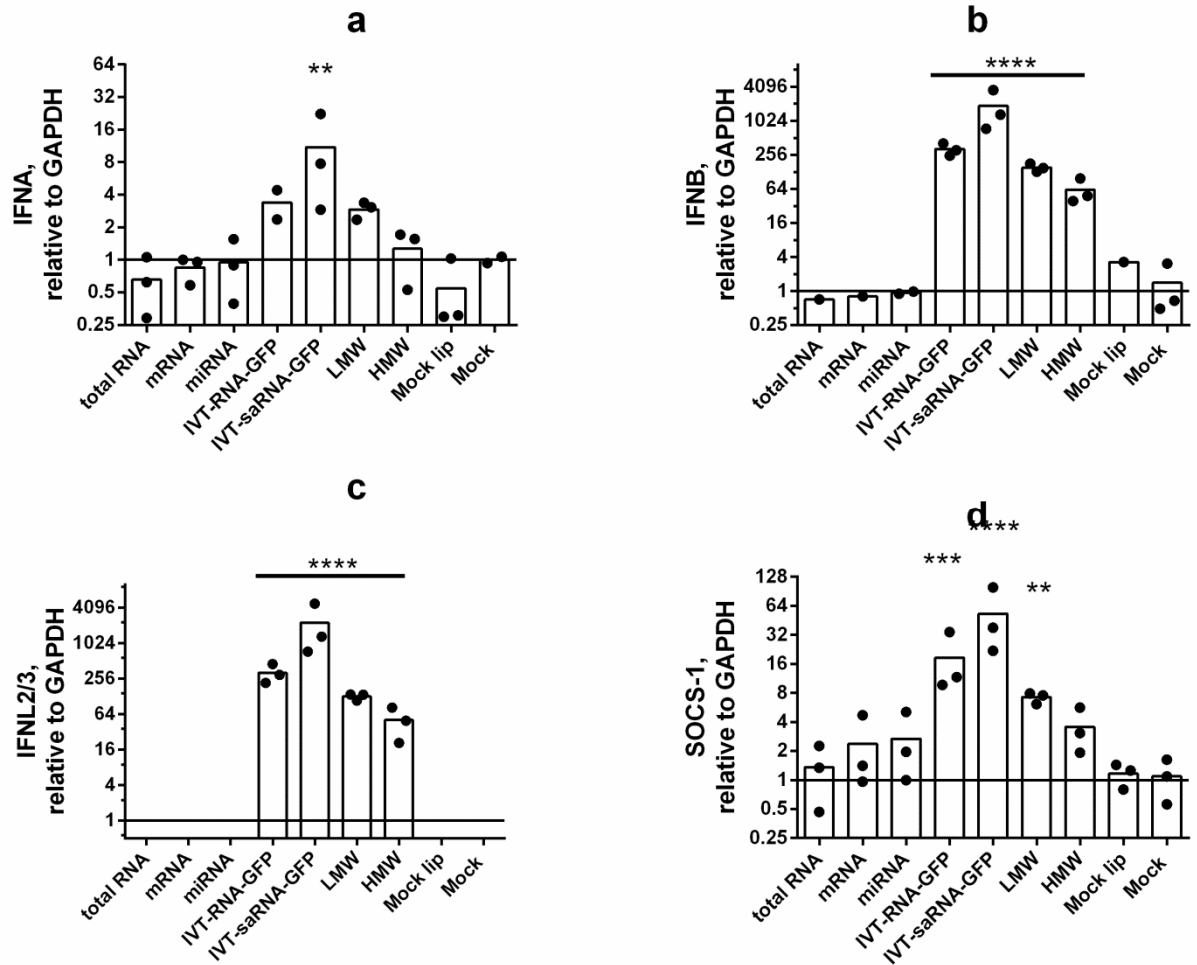 a
IFNA,
relative to GAPDH
64
32
16
8
4
2
1
0.5
0.25
**
total RNA
mRNA
miRNA
IVT-RNA-GFP
IVT-saRNA-GFP
LMW
HMW
Mock lip
Mock
b
IFNB,
relative to GAPDH
4096
1024
256
64
16
4
1
0.25
****
total RNA
mRNA
miRNA
IVT-RNA-GFP
IVT-saRNA-GFP
LMW
HMW
Mock lip
Mock
c
IFNL2/3,
relative to GAPDH
4096
1024
256
64
16
4
1
****
total RNA
mRNA
miRNA
IVT-RNA-GFP
IVT-saRNA-GFP
LMW
HMW
Mock lip
Mock
d
SOCS-1,
relative to GAPDH
128
64
32
16
8
4
2
1
0.5
0.25
***
****
**
total RNA
mRNA
miRNA
IVT-RNA-GFP
IVT-saRNA-GFP
LMW
HMW
Mock lip
Mock